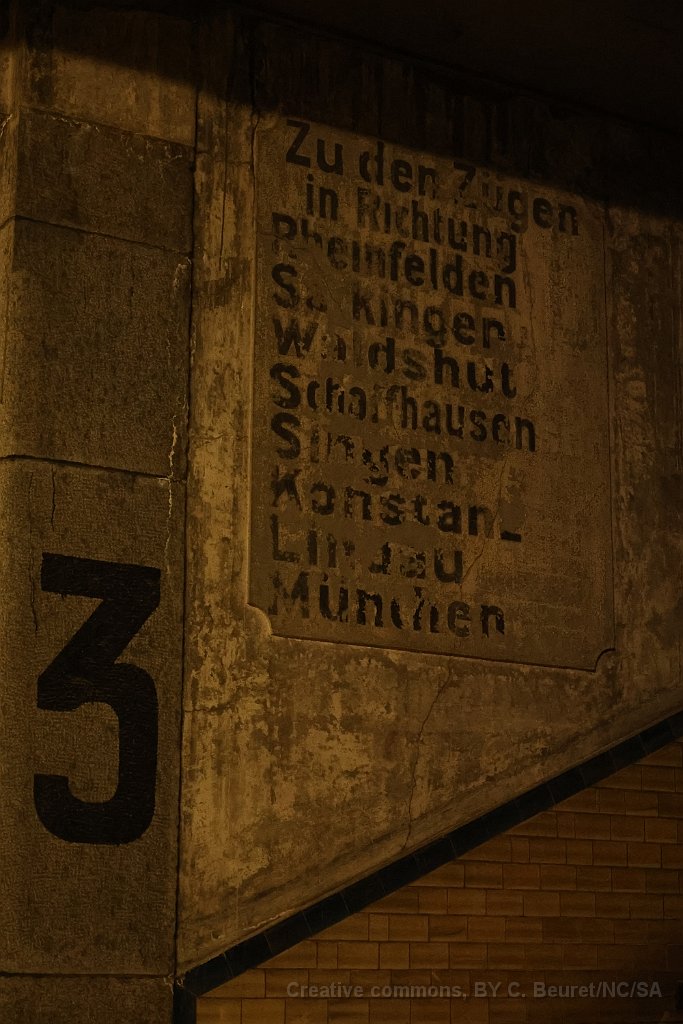 Zu den Zügen
in Richtung
Rheinfelden
Säckingen
Waldshut
Schaffhausen
Singen
Konstanz
Lindau
München
3
Creative commons, BY C. Beuret/NC/SA